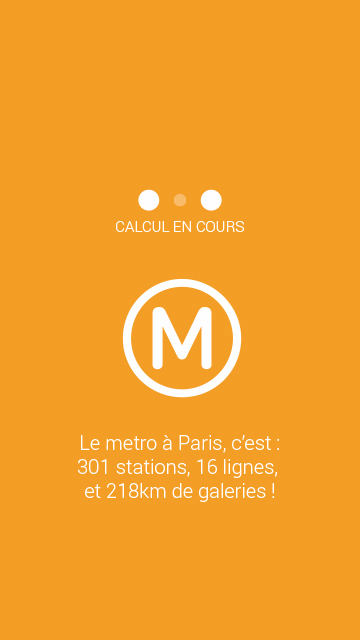 CALCUL EN COURS
M
Le metro à Paris, c'est :
301 stations, 16 lignes,
et 218km de galeries !